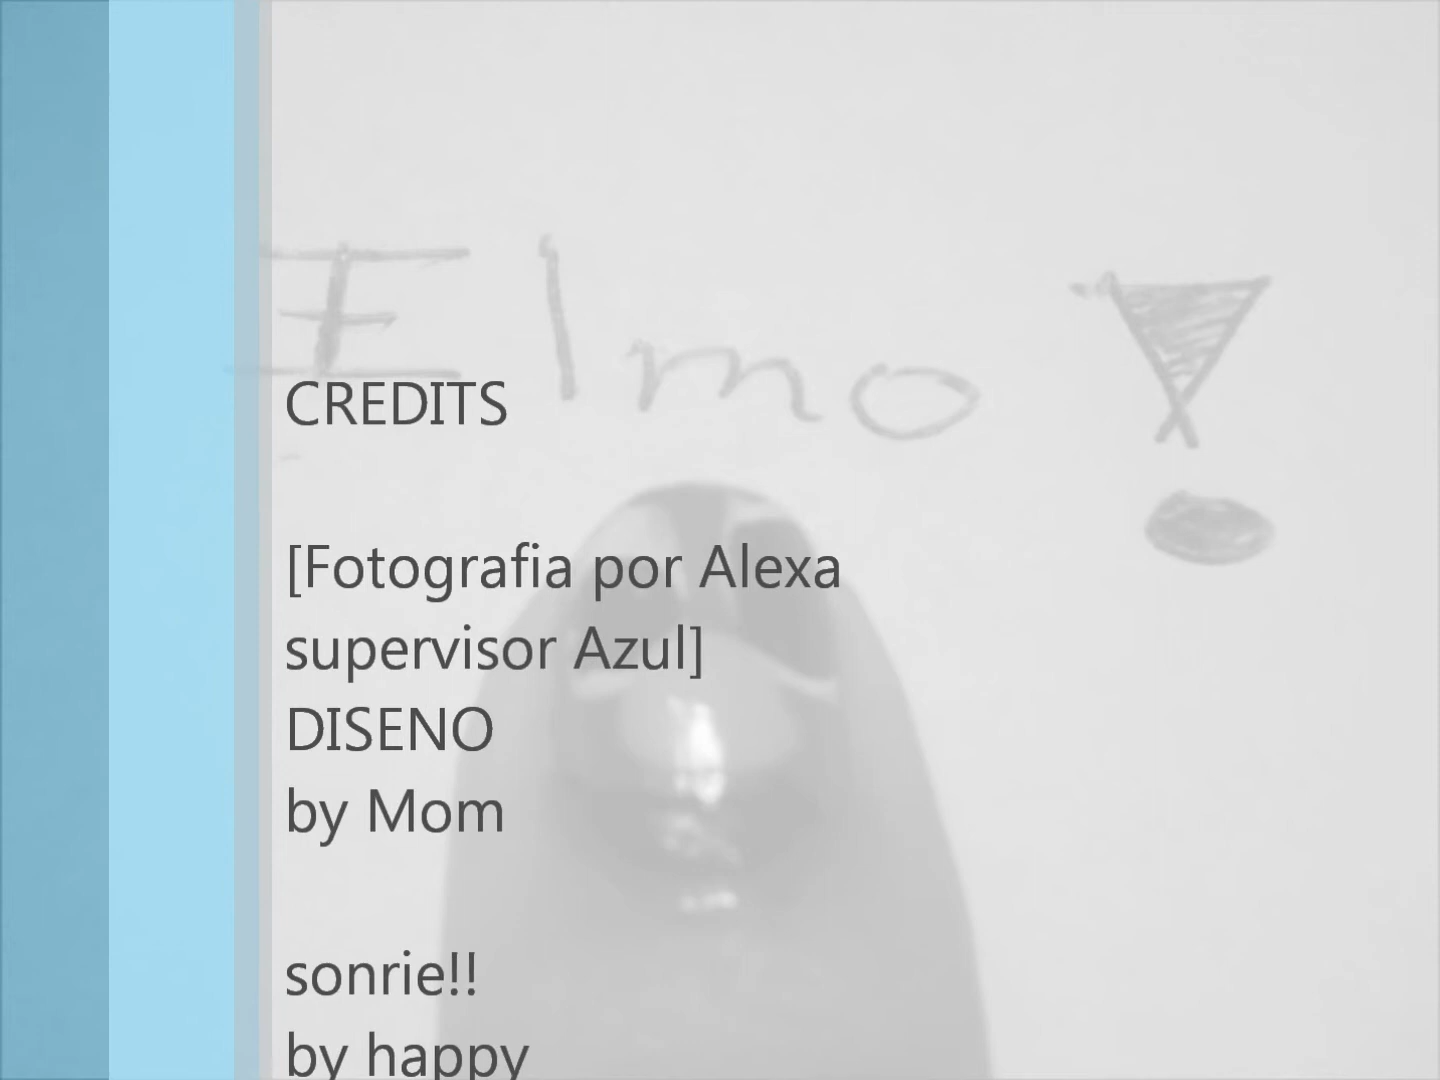 Elmo!
CREDITS
[Fotografia por Alexa
supervisor Azul]
DISENO
by Mom
sonrie!!
by happy